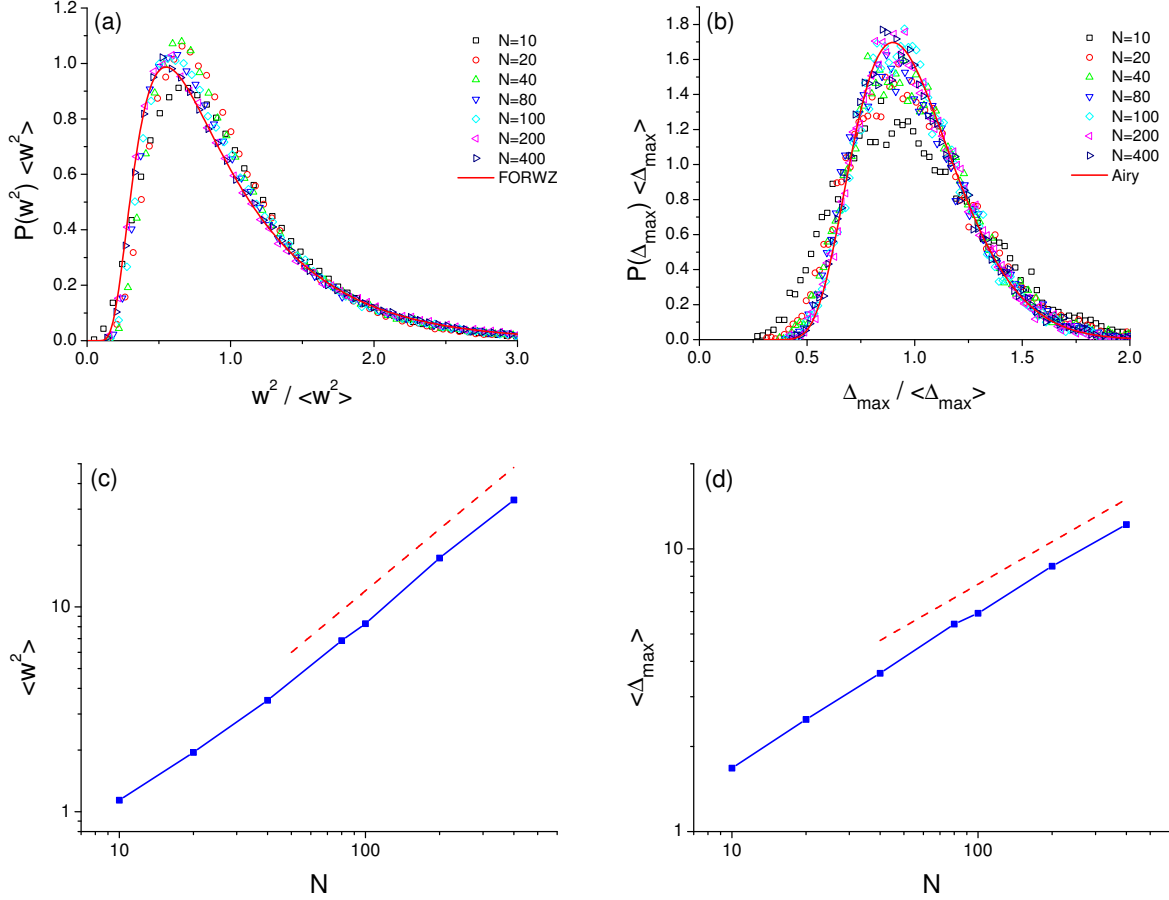 (a)
1.2
1.0
0.8
0.6
0.4
0.2
0.0
P(w²) <w²>
N=10
N=20
N=40
N=80
N=100
N=200
N=400
FORWZ
0.0
1.0
2.0
3.0
w² / <w²>
(b)
1.8
1.6
1.4
1.2
1.0
0.8
0.6
0.4
0.2
0.0
P(Δmax) <Δmax>
N=10
N=20
N=40
N=80
N=100
N=200
N=400
Airy
0.0
0.5
1.0
1.5
2.0
Δmax / <Δmax>
(c)
10
1
<w²>
10
100
N
(d)
10
1
<Δmax>
10
100
N